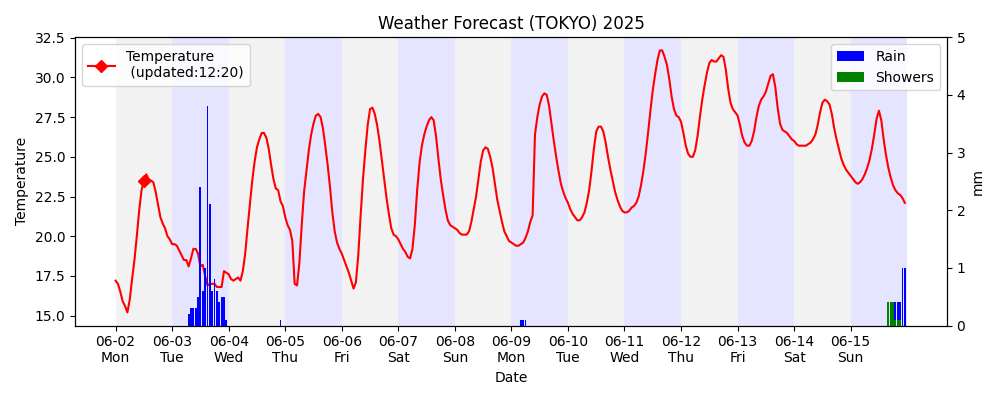 Weather Forecast (TOKYO) 2025
Temperature
(updated:12:20)
Rain
Showers
32.5
30.0
27.5
25.0
22.5
20.0
17.5
15.0
Temperature
5
4
3
2
1
0
mm
06-02 06-03 06-04 06-05 06-06 06-07 06-08 06-09 06-10 06-11 06-12 06-13 06-14 06-15
Mon Tue Wed Thu Fri Sat Sun Mon Tue Wed Thu Fri Sat Sun
Date